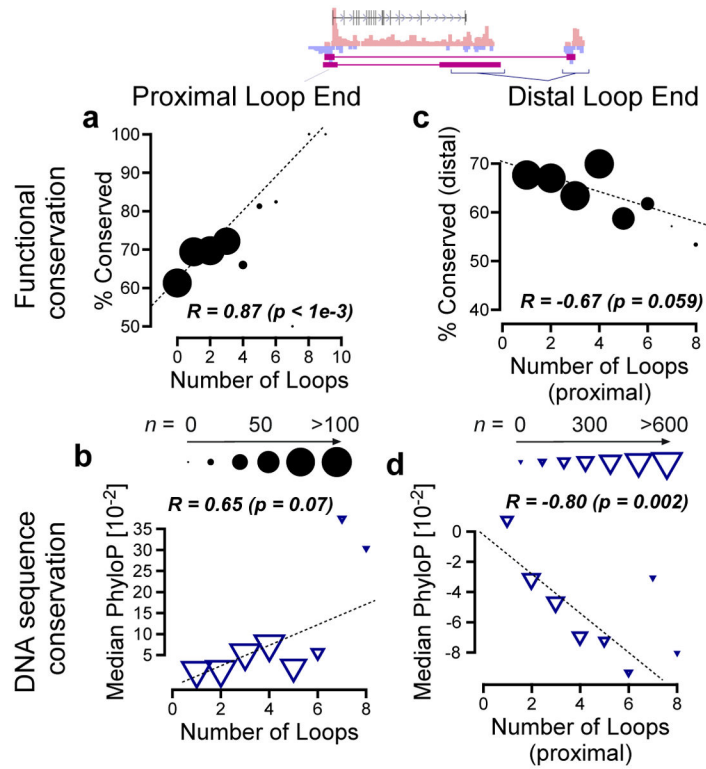 Proximal Loop End
Distal Loop End
Functional
conservation
DNA sequence
conservation
a
% Conserved
100
90
80
70
60
50
R = 0.87 (p < 1e-3)
0 2 4 6 8 10
Number of Loops
c
% Conserved (distal)
70
60
50
40
R = -0.67 (p = 0.059)
0 2 4 6 8
Number of Loops
(proximal)
n = 0 50 >100
b
R = 0.65 (p = 0.07)
Median PhyloP [10-2]
35
30
25
20
15
10
5
0 2 4 6 8
Number of Loops
n = 0 300 >600
d
R = -0.80 (p = 0.002)
Median PhyloP [10-2]
0
-2
-4
-6
-8
0 2 4 6 8
Number of Loops
(proximal)